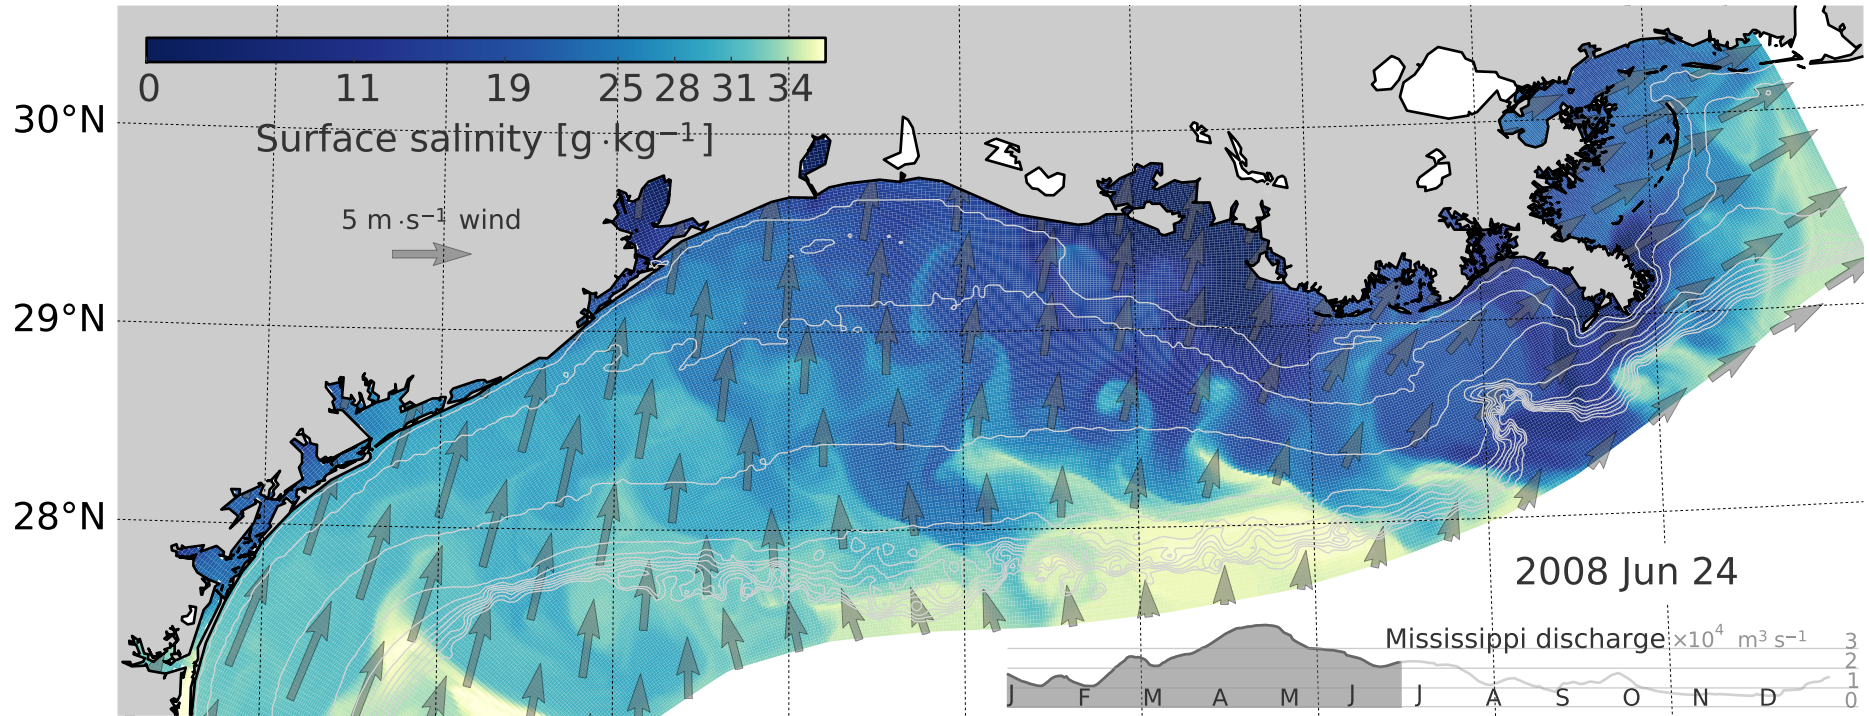 0 11 19 25 28 31 34
Surface salinity [g·kg⁻¹]
5 m·s⁻¹ wind
30°N
29°N
28°N
2008 Jun 24
Mississippi discharge ×10⁴ m³ s⁻¹
3
2
1
0
J F M A M J J A S O N D